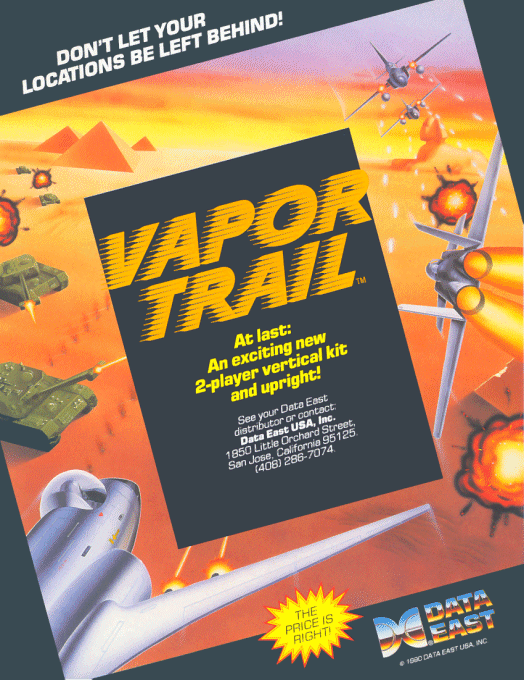 DON'T LET YOUR
LOCATIONS BE LEFT BEHIND!
VAPOR
TRAIL™
At last:
An exciting new
2-player vertical kit
and upright!
See your Data East
distributor or contact:
Data East USA, Inc.
1850 Little Orchard Street,
San Jose, California 95125.
(408) 286-7074.
THE
PRICE IS
RIGHT!
DATA
EAST
© 1990 DATA EAST USA, INC.